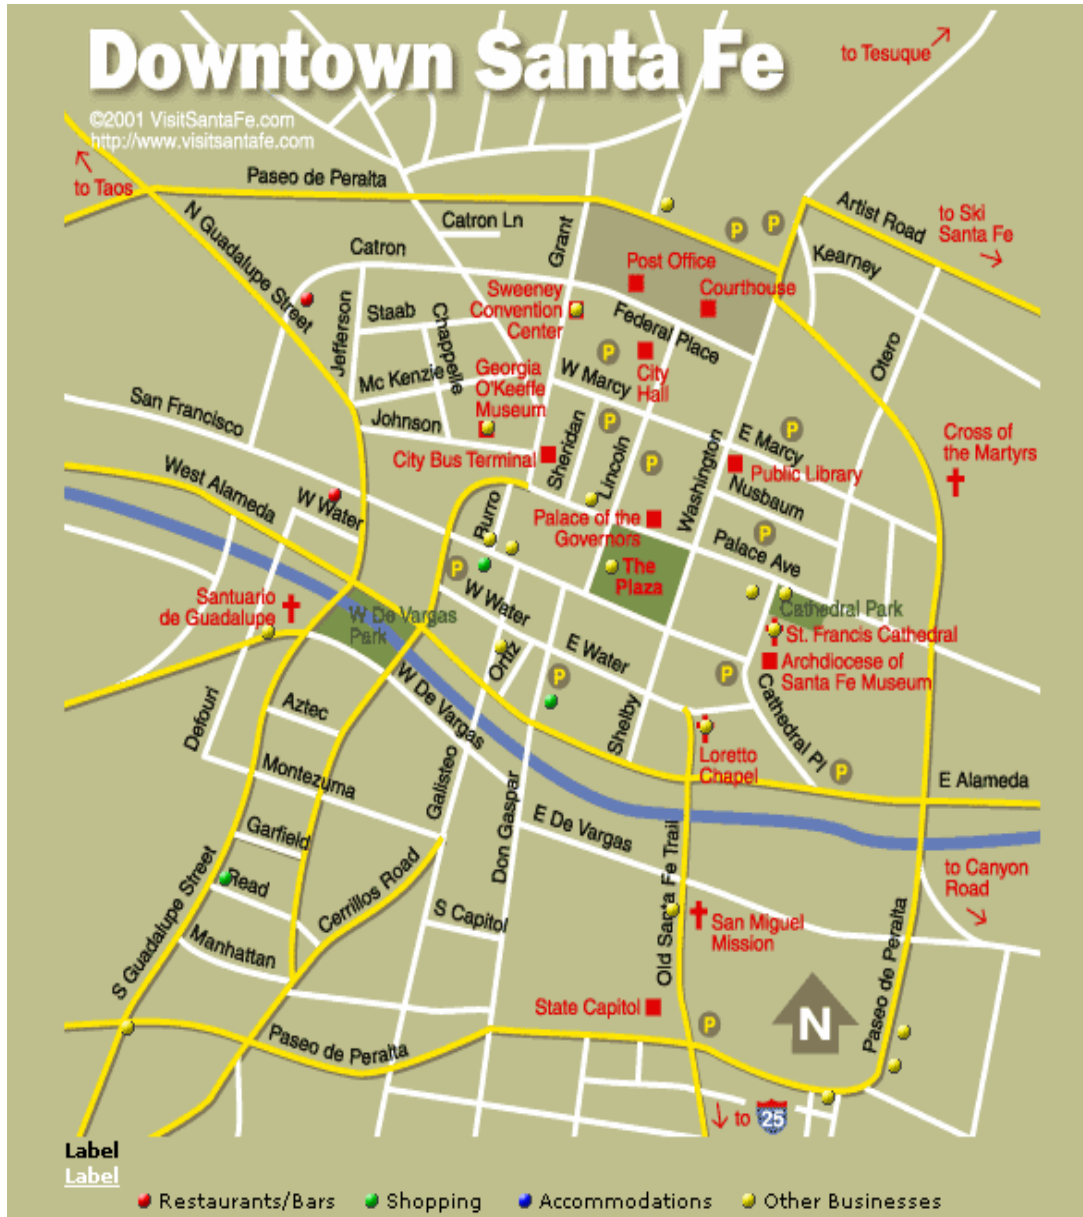 Downtown Santa Fe
©2001 VisitSantaFe.com
http://www.visitsantafe.com
to Tesuque
to Taos
Paseo de Peralta
Artist Road
to Ski
Santa Fe
N Guadalupe Street
Catron Ln
Grant
Catron
Kearney
Post Office
Courthouse
Sweeney
Convention
Center
Federal Place
Staab
Jefferson
Chappelle
Otero
P
P
P
City
Hall
W Marcy
Georgia
O'Keeffe
Museum
Mc Kenzie
San Francisco
Johnson
Sheridan
P
Lincoln
P
E Marcy
Cross of
the Martyrs
City Bus Terminal
Washington
P
Public Library
West Alameda
W Water
Burro
Nusbaum
Palace of the
Governors
P
Palace Ave
The
Plaza
P
W Water
Santuario
de Guadalupe
W De Vargas
Park
Cathedral Park
St. Francis Cathedral
Ortiz
E Water
Archdiocese of
Santa Fe Museum
P
P
W De Vargas
Aztec
Defouri
Shelby
Cathedral Pl
Loretto
Chapel
P
Montezuma
Galisteo
E Alameda
Don Gaspar
E De Vargas
Garfield
Old Santa Fe Trail
to Canyon
Road
Read
Cerrillos Road
S Capitol
San Miguel
Mission
S Guadalupe Street
Manhattan
Paseo de Peralta
State Capitol
P
N
Paseo de Peralta
to 25
Label
Label
Restaurants/Bars
Shopping
Accommodations
Other Businesses